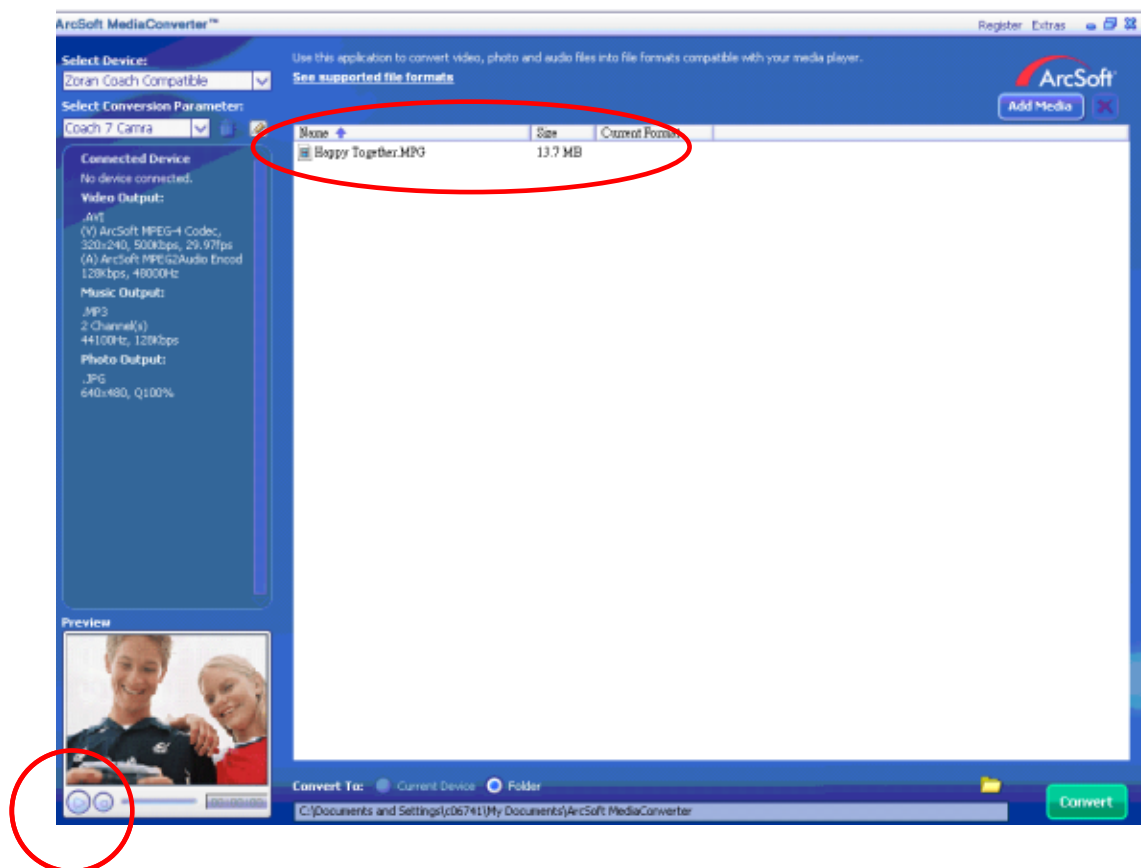 ArcSoft MediaConverter™
Register Extras
Select Device:
Zoran Coach Compatible
Select Conversion Parameter:
Coach 7 Camra
Connected Device
No device connected.
Video Output:
.AVI
(V) ArcSoft MPEG-4 Codec,
320x240, 500Kbps, 29.97fps
(A) ArcSoft MPEG2Audio Encod
128Kbps, 48000Hz
Music Output:
.MP3
2 Channel(s)
44100Hz, 128Kbps
Photo Output:
.JPG
640x480, Q100%
Preview
00:00:00
Use this application to convert video, photo and audio files into file formats compatible with your media player.
See supported file formats
ArcSoft
Add Media
Name Size Current Format
Happy Together.MPG 13.7 MB
Convert To: Current Device Folder
C:\Documents and Settings\c06741\My Documents\ArcSoft MediaConverter
Convert